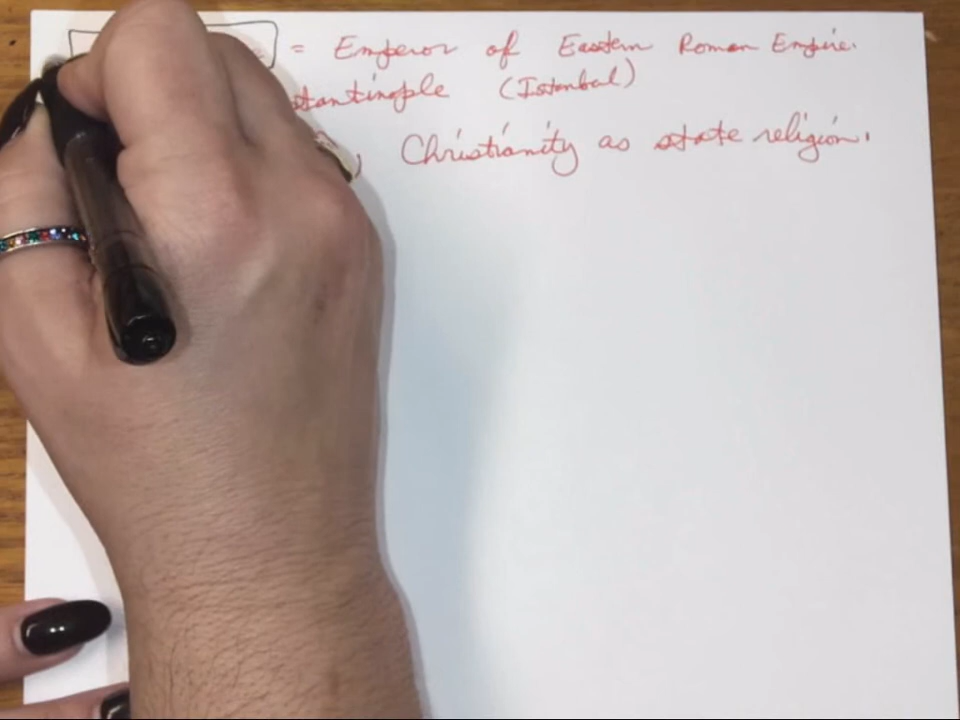 = Emperor of Eastern Roman Empire.
stantinople (Istanbul)
Christianity as state religion.